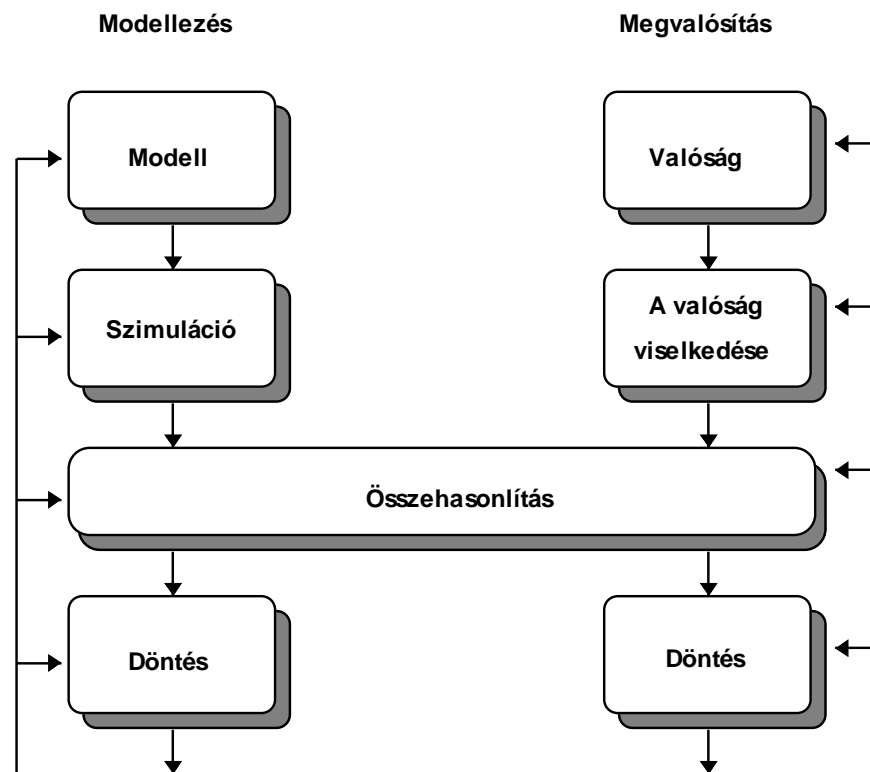 Modellezés
Megvalósítás
Modell
Valóság
Szimuláció
A valóság
viselkedése
Összehasonlítás
Döntés
Döntés